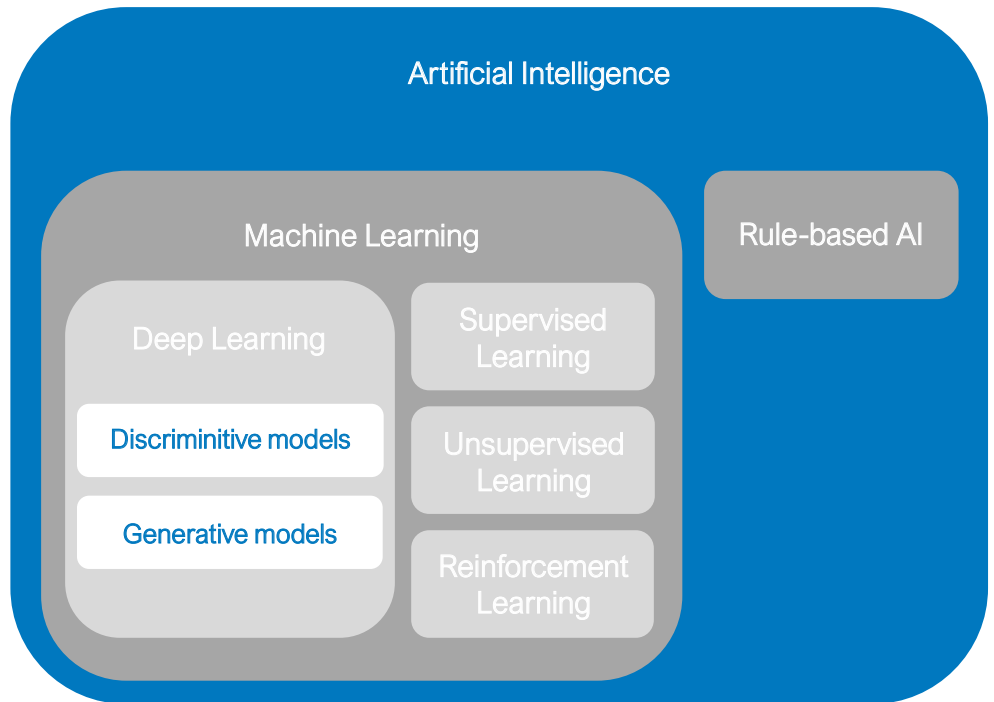 Artificial Intelligence
Machine Learning
Rule-based AI
Deep Learning
Discriminitive models
Generative models
Supervised
Learning
Unsupervised
Learning
Reinforcement
Learning